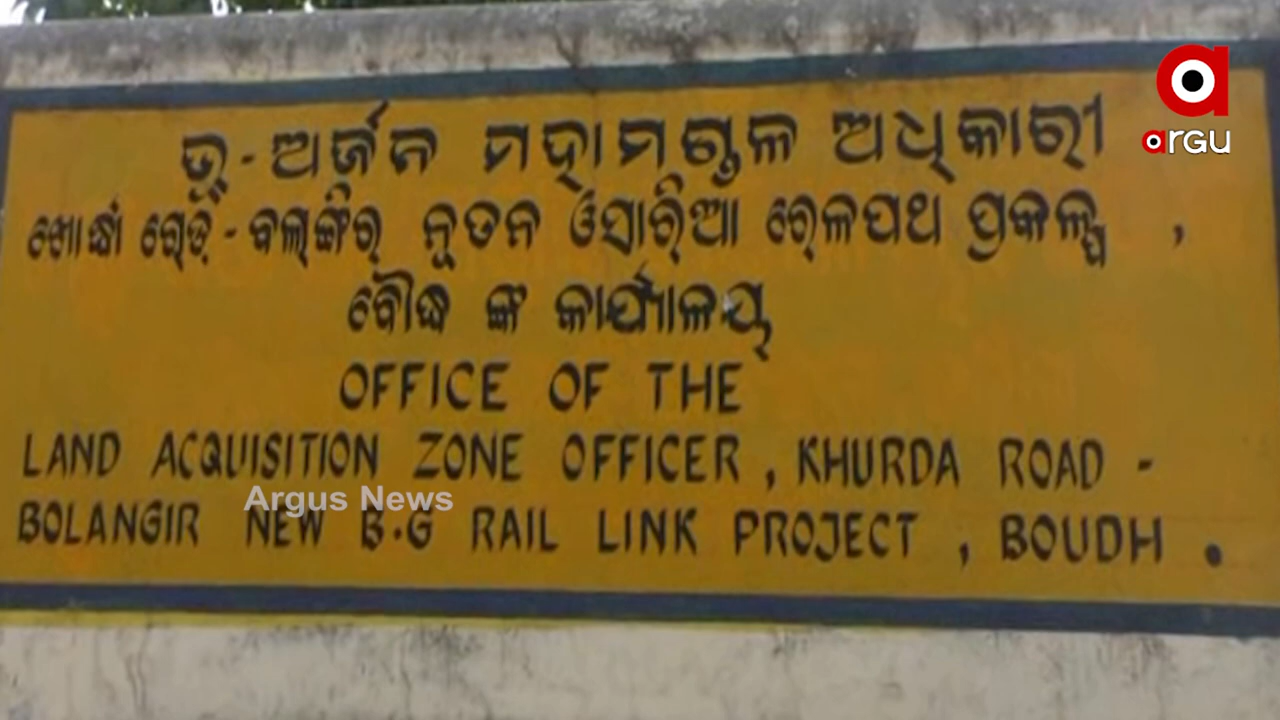 ଭୂ-ଅର୍ଜନ ମହାମଣ୍ଡଳ ଅଧିକାରୀ
ଖୋର୍ଦ୍ଧା ରୋଡ଼-ବଲାଙ୍ଗିର୍ ନୂତନ ଓସାରିଆ ରେଳପଥ ପ୍ରକଳ୍ପ ,
ବୌଦ୍ଧ ଙ୍କ କାର୍ଯ୍ୟାଳୟ
OFFICE OF THE
LAND ACQUISITION ZONE OFFICER, KHURDA ROAD -
BOLANGIR NEW B.G RAIL LINK PROJECT , BOUDH .
Argus News
argu